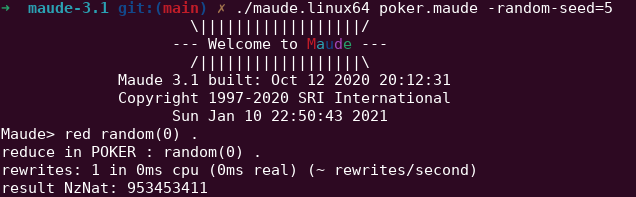 ➜ maude-3.1 git:(main) ✗ ./maude.linux64 poker.maude -random-seed=5
\||||||||||||||||||/
--- Welcome to Maude ---
/||||||||||||||||||\
Maude 3.1 built: Oct 12 2020 20:12:31
Copyright 1997-2020 SRI International
Sun Jan 10 22:50:43 2021
Maude> red random(0) .
reduce in POKER : random(0) .
rewrites: 1 in 0ms cpu (0ms real) (~ rewrites/second)
result NzNat: 953453411